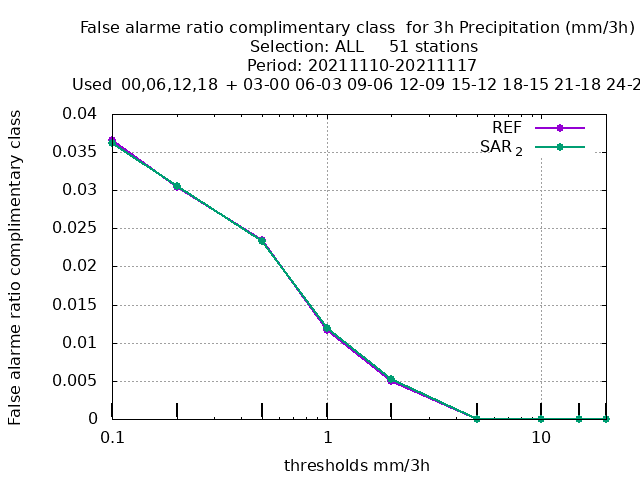 False alarme ratio complimentary class  for 3h Precipitation (mm/3h)
Selection: ALL     51 stations
Period: 20211110-20211117
Used  00,06,12,18  + 03-00 06-03 09-06 12-09 15-12 18-15 21-18 24-2
False alarme ratio complimentary class
0.04
0.035
0.03
0.025
0.02
0.015
0.01
0.005
0
REF
SAR 2
0.1
1
10
thresholds mm/3h